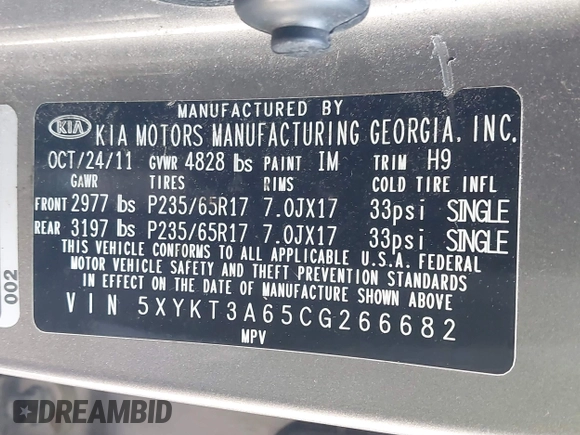 MANUFACTURED BY
KIA KIA MOTORS MANUFACTURING GEORGIA, INC.
OCT/24/11 GVWR 4828 lbs PAINT IM TRIM H9
GAWR TIRES RIMS COLD TIRE INFL
FRONT 2977 lbs P235/65R17 7.0JX17 33psi SINGLE
REAR 3197 lbs P235/65R17 7.0JX17 33psi SINGLE
THIS VEHICLE CONFORMS TO ALL APPLICABLE U.S.A. FEDERAL
MOTOR VEHICLE SAFETY AND THEFT PREVENTION STANDARDS
IN EFFECT ON THE DATE OF MANUFACTURE SHOWN ABOVE
VIN 5XYKT3A65CG266682
MPV
002
DREAMBID